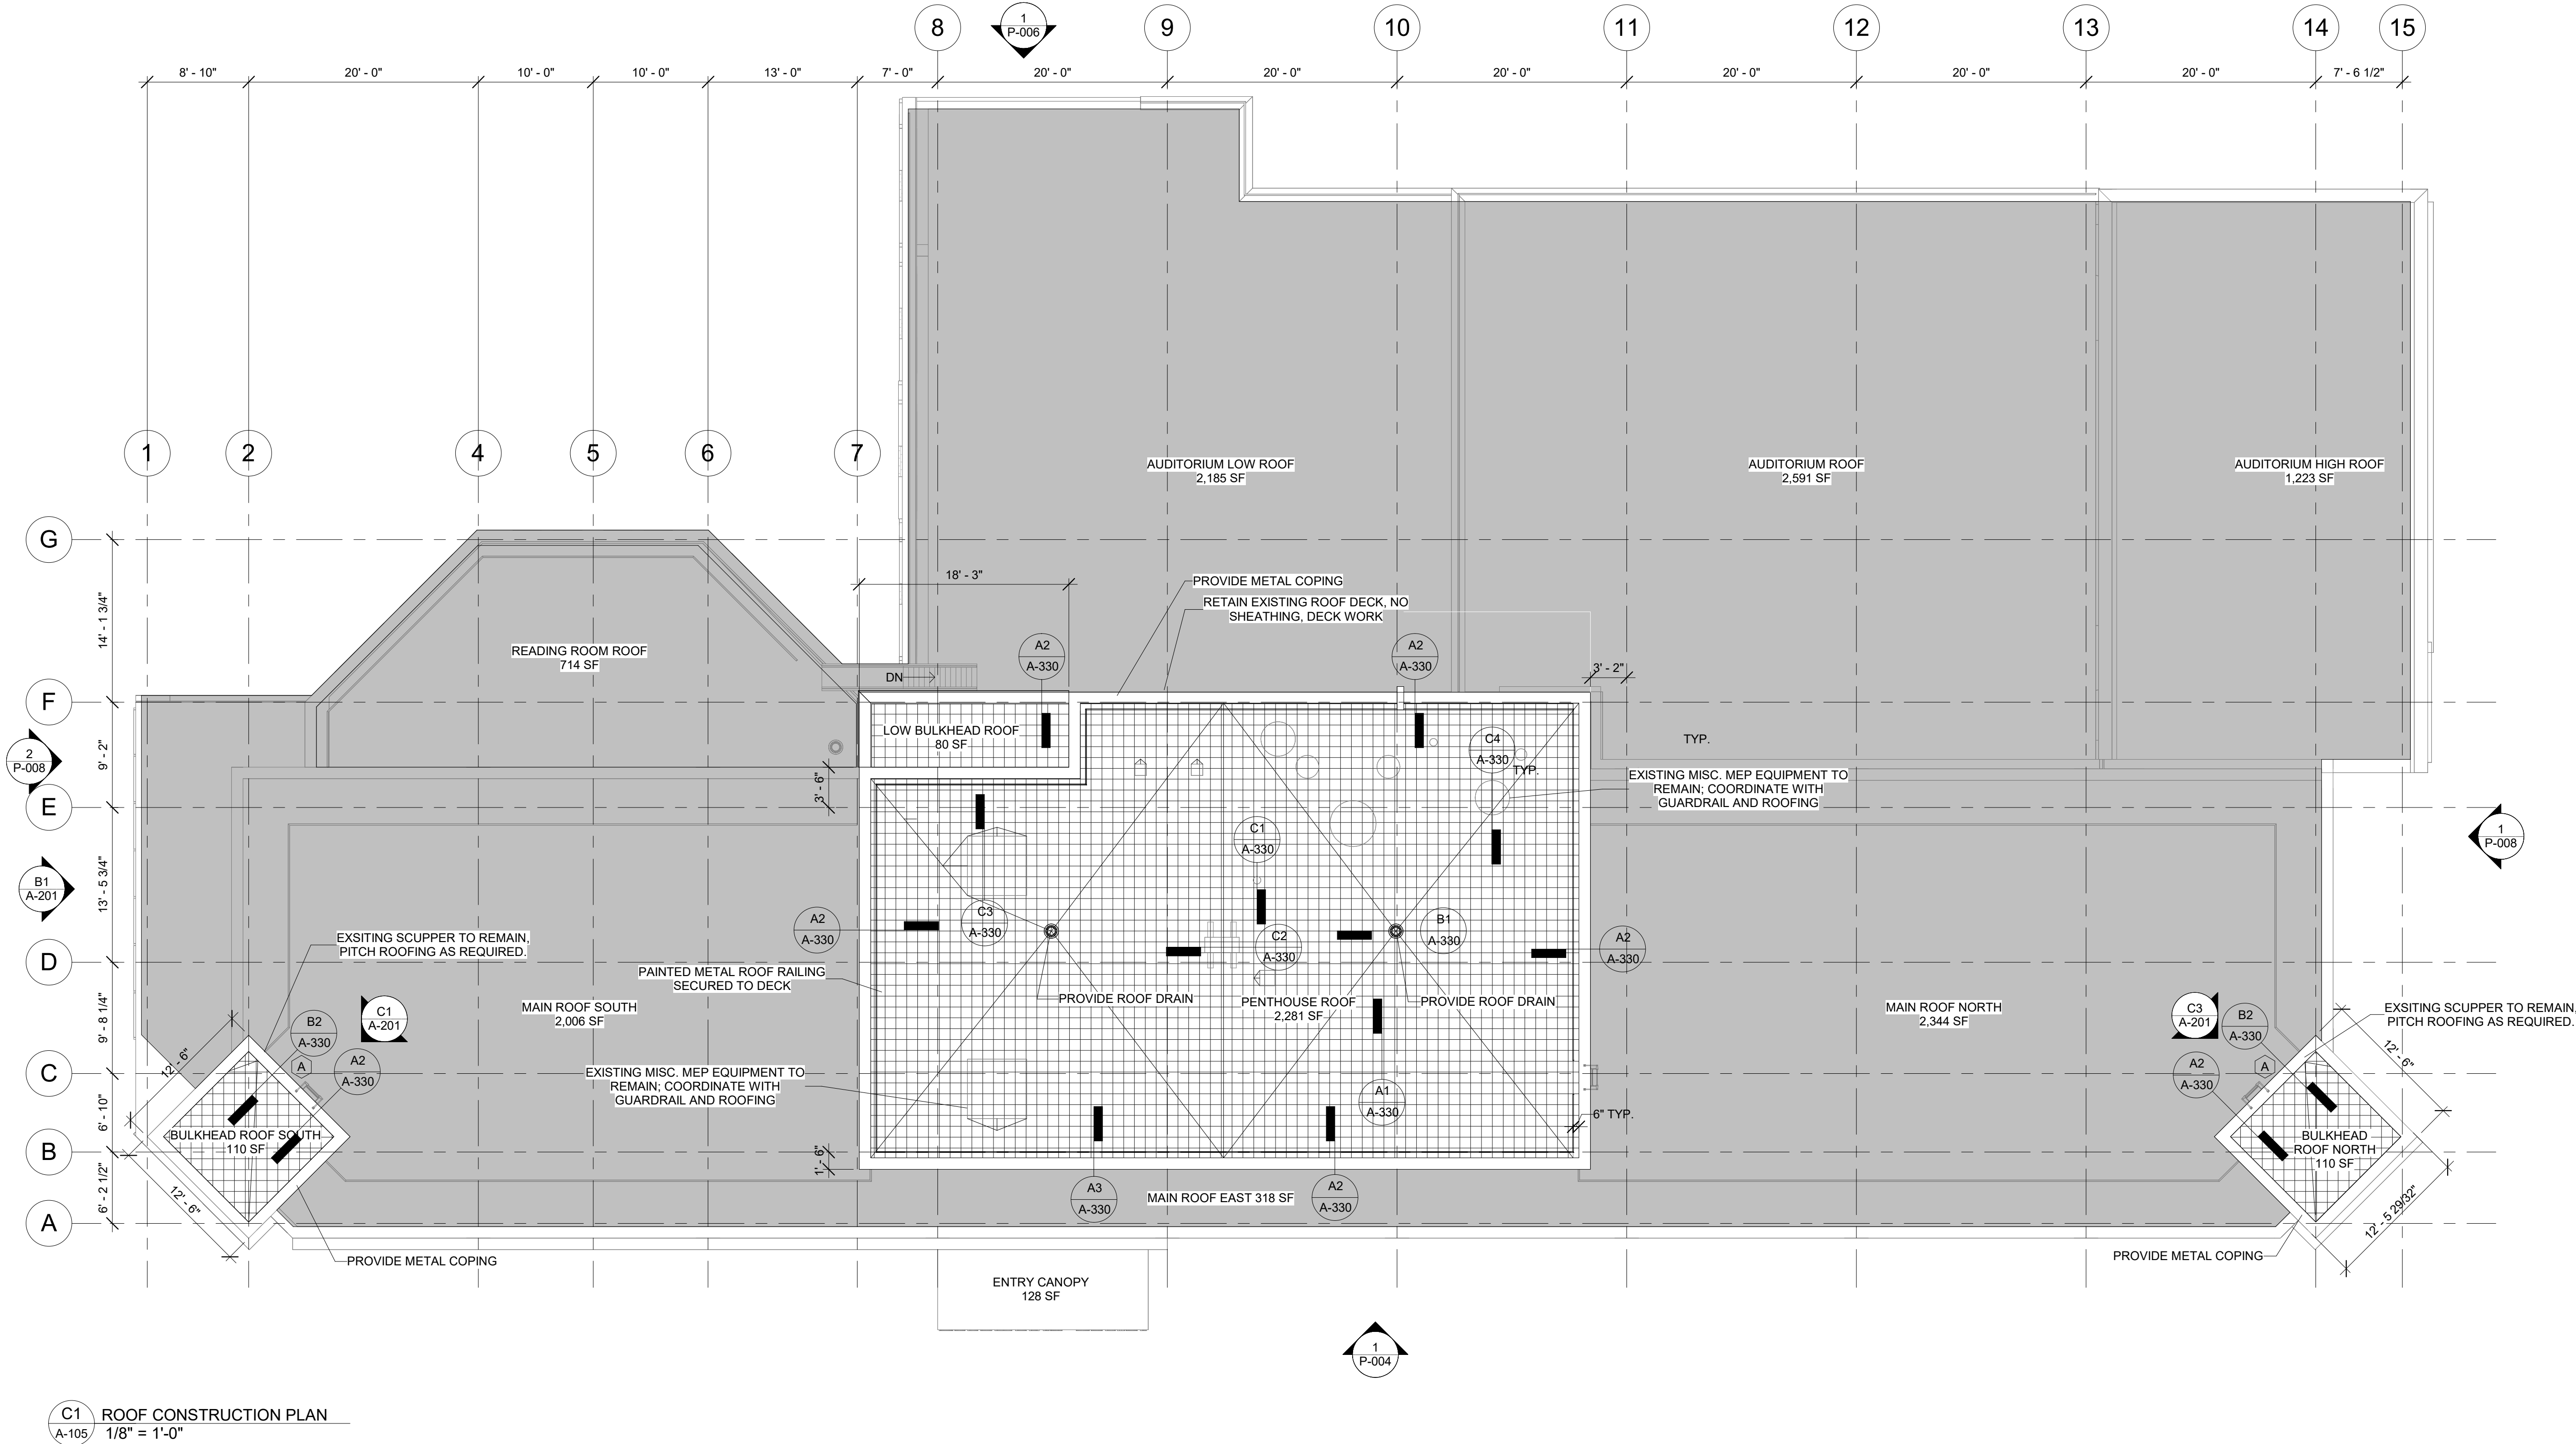 8
1
P-006
9
10
11
12
13
14
15
8' - 10"
20' - 0"
10' - 0"
10' - 0"
13' - 0"
7' - 0"
20' - 0"
20' - 0"
20' - 0"
20' - 0"
20' - 0"
20' - 0"
7' - 6 1/2"
1
2
4
5
6
7
AUDITORIUM LOW ROOF
2,185 SF
AUDITORIUM ROOF
2,591 SF
AUDITORIUM HIGH ROOF
1,223 SF
G
14' - 1 3/4"
18' - 3"
PROVIDE METAL COPING
RETAIN EXISTING ROOF DECK, NO
SHEATHING, DECK WORK
READING ROOM ROOF
714 SF
A2
A-330
A2
A-330
3' - 2"
DN
F
LOW BULKHEAD ROOF
80 SF
C4
A-330
TYP.
TYP.
2
P-008
9' - 2"
3' - 6"
EXISTING MISC. MEP EQUIPMENT TO
REMAIN; COORDINATE WITH
GUARDRAIL AND ROOFING
E
C1
A-330
1
P-008
B1
A-201
13' - 5 3/4"
A2
A-330
C3
A-330
C2
A-330
B1
A-330
A2
A-330
EXSITING SCUPPER TO REMAIN,
PITCH ROOFING AS REQUIRED.
D
PAINTED METAL ROOF RAILING
SECURED TO DECK
PROVIDE ROOF DRAIN
PENTHOUSE ROOF
2,281 SF
PROVIDE ROOF DRAIN
MAIN ROOF SOUTH
2,006 SF
MAIN ROOF NORTH
2,344 SF
9' - 8 1/4"
C1
A-201
B2
A-330
A
A2
A-330
12' - 6"
C3
A-201
B2
A-330
EXSITING SCUPPER TO REMAIN,
PITCH ROOFING AS REQUIRED.
A
A2
A-330
12' - 6"
C
EXISTING MISC. MEP EQUIPMENT TO
REMAIN; COORDINATE WITH
GUARDRAIL AND ROOFING
A1
A-330
6" TYP.
6' - 10"
BULKHEAD ROOF SOUTH
110 SF
BULKHEAD
ROOF NORTH
110 SF
B
1' - 6"
6' - 2 1/2"
12' - 6"
A3
A-330
MAIN ROOF EAST 318 SF
A2
A-330
12' - 5 29/32"
A
PROVIDE METAL COPING
PROVIDE METAL COPING
ENTRY CANOPY
128 SF
1
P-004
C1
A-105
ROOF CONSTRUCTION PLAN
1/8" = 1'-0"